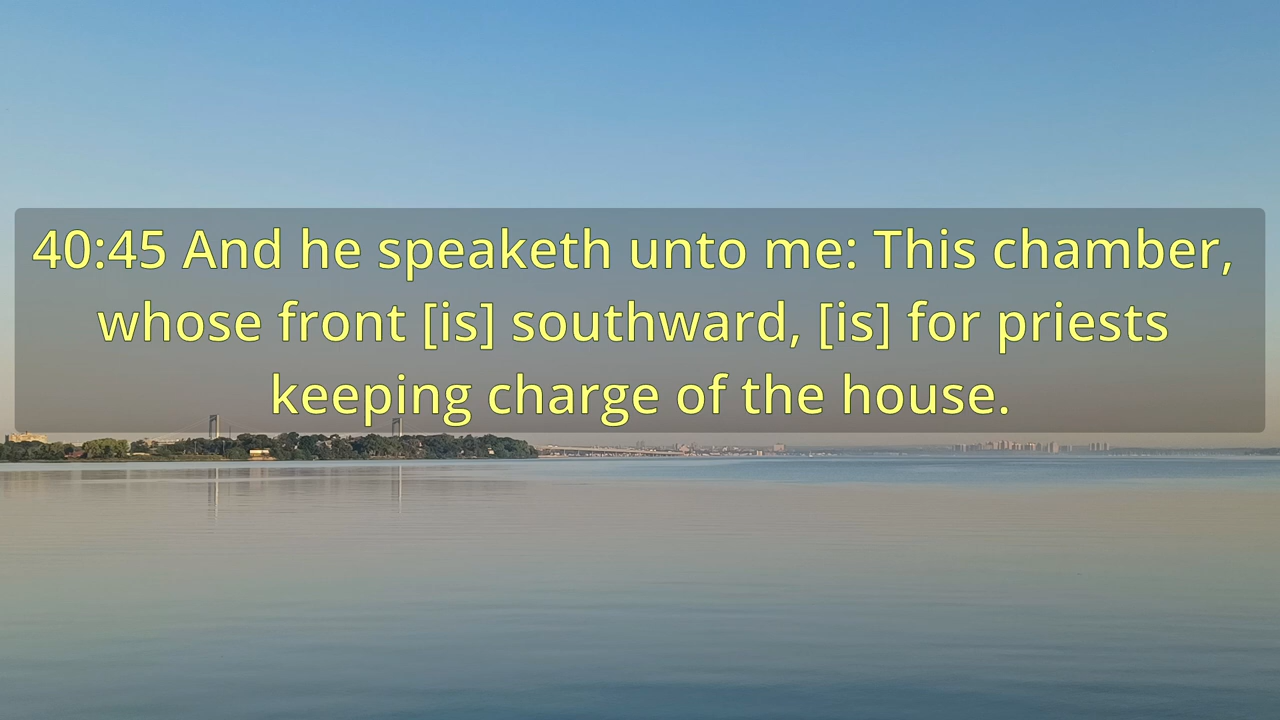 40:45 And he speaketh unto me: This chamber,
whose front [is] southward, [is] for priests
keeping charge of the house.